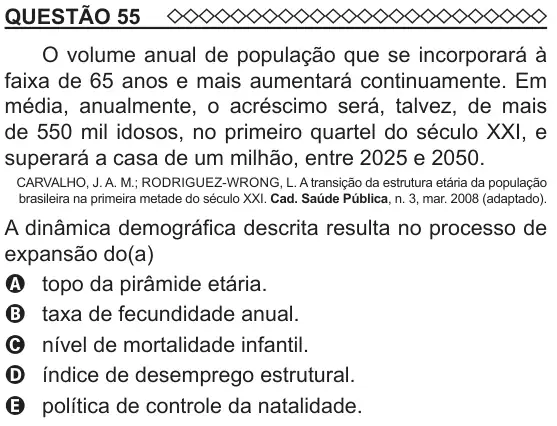 QUESTÃO 55
O volume anual de população que se incorporará à
faixa de 65 anos e mais aumentará continuamente. Em
média, anualmente, o acréscimo será, talvez, de mais
de 550 mil idosos, no primeiro quartel do século XXI, e
superará a casa de um milhão, entre 2025 e 2050.
CARVALHO, J. A. M.; RODRIGUEZ-WRONG, L. A transição da estrutura etária da população
brasileira na primeira metade do século XXI. Cad. Saúde Pública, n. 3, mar. 2008 (adaptado).
A dinâmica demográfica descrita resulta no processo de
expansão do(a)
A topo da pirâmide etária.
B taxa de fecundidade anual.
C nível de mortalidade infantil.
D índice de desemprego estrutural.
E política de controle da natalidade.